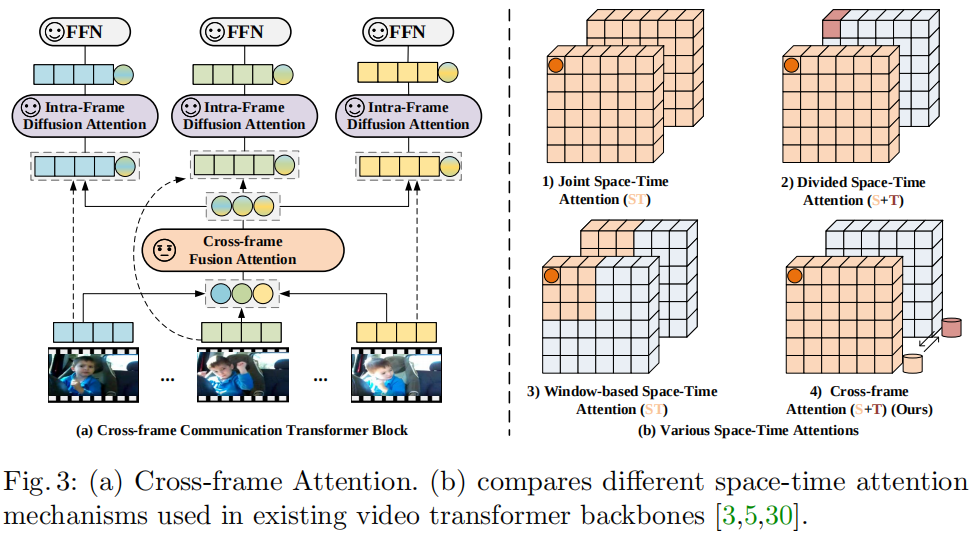 FFN
FFN
FFN
Intra-Frame
Diffusion Attention
Intra-Frame
Diffusion Attention
Intra-Frame
Diffusion Attention
Cross-frame
Fusion Attention
...
...
(a) Cross-frame Communication Transformer Block
1) Joint Space-Time
Attention (ST)
2) Divided Space-Time
Attention (S+T)
3) Window-based Space-Time
Attention (ST)
4) Cross-frame
Attention (S+T) (Ours)
(b) Various Space-Time Attentions
Fig. 3: (a) Cross-frame Attention. (b) compares different space-time attention
mechanisms used in existing video transformer backbones [3,5,30].